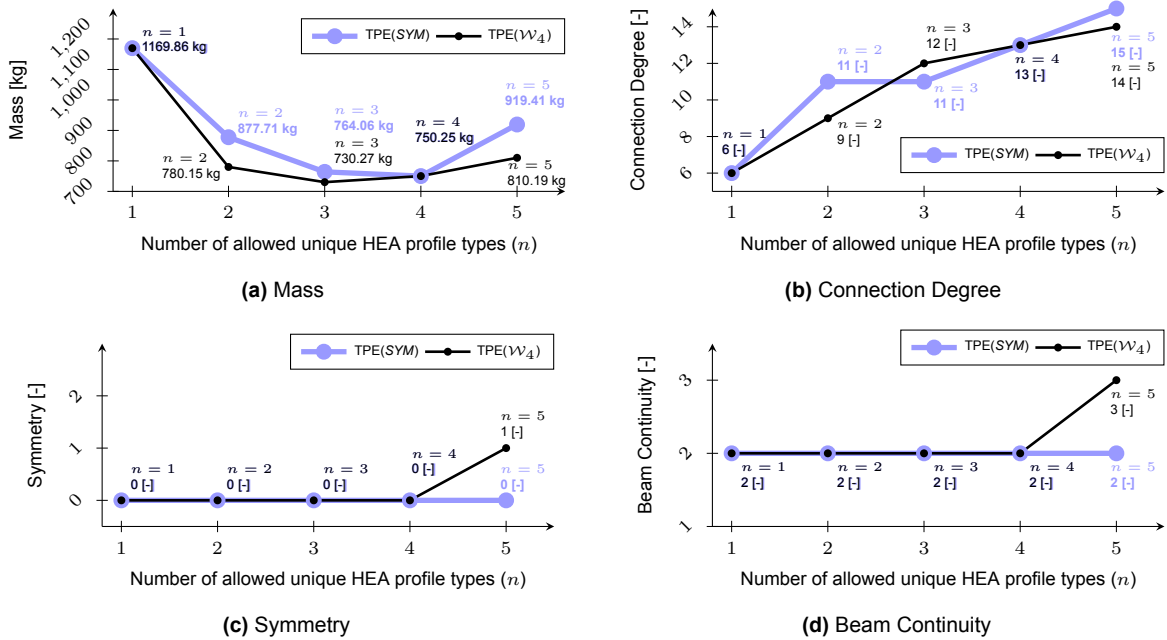 1,200
1,100
1,000
900
800
700
Mass [kg]
n = 1
1169.86 kg
TPE(SYM)
TPE(𝒲₄)
n = 2
877.71 kg
n = 2
780.15 kg
n = 3
764.06 kg
n = 3
730.27 kg
n = 4
750.25 kg
n = 5
919.41 kg
n = 5
810.19 kg
1 2 3 4 5
Number of allowed unique HEA profile types (n)
(a) Mass
14
12
10
8
6
Connection Degree [-]
n = 1
6 [-]
n = 2
11 [-]
n = 2
9 [-]
n = 3
12 [-]
n = 3
11 [-]
n = 4
13 [-]
n = 5
15 [-]
n = 5
14 [-]
TPE(SYM)
TPE(𝒲₄)
1 2 3 4 5
Number of allowed unique HEA profile types (n)
(b) Connection Degree
TPE(SYM)
TPE(𝒲₄)
2
1
0
Symmetry [-]
n = 1
0 [-]
n = 2
0 [-]
n = 3
0 [-]
n = 4
0 [-]
n = 5
1 [-]
n = 5
0 [-]
1 2 3 4 5
Number of allowed unique HEA profile types (n)
(c) Symmetry
TPE(SYM)
TPE(𝒲₄)
3
2
1
Beam Continuity [-]
n = 1
2 [-]
n = 2
2 [-]
n = 3
2 [-]
n = 4
2 [-]
n = 5
3 [-]
n = 5
2 [-]
1 2 3 4 5
Number of allowed unique HEA profile types (n)
(d) Beam Continuity